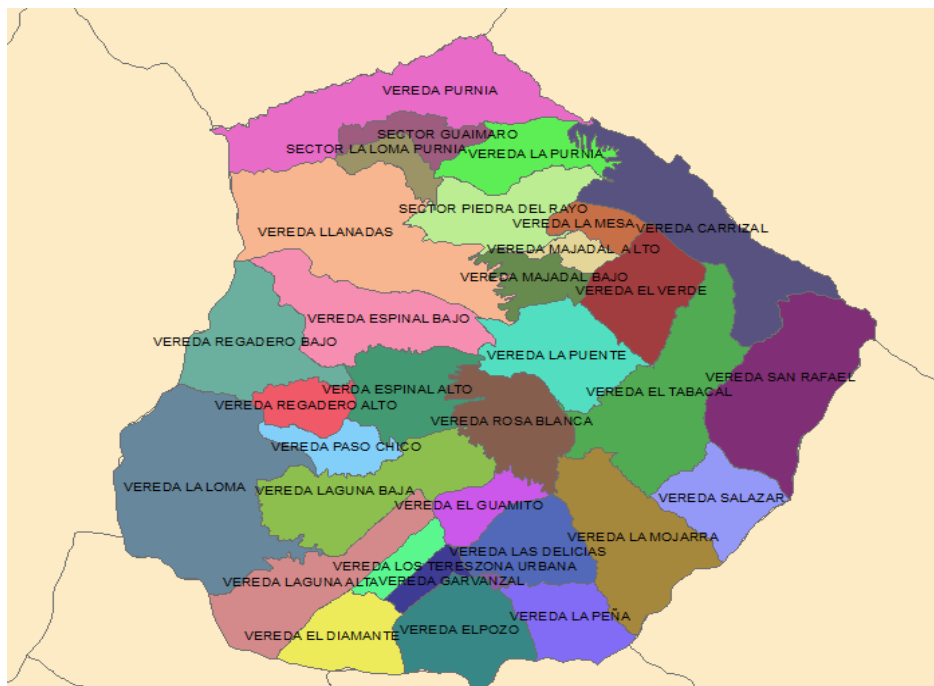 VEREDA PURNIA
SECTOR GUAIMARO
SECTOR LA LOMA PURNIA
VEREDA LA PURNIA
SECTOR PIEDRA DEL RAYO
VEREDA LA MESA
VEREDA CARRIZAL
VEREDA LLANADAS
VEREDA MAJADAL ALTO
VEREDA MAJADAL BAJO
VEREDA EL VERDE
VEREDA ESPINAL BAJO
VEREDA REGADERO BAJO
VEREDA LA PUENTE
VEREDA SAN RAFAEL
VERDA ESPINAL ALTO
VEREDA EL TABACAL
VEREDA REGADERO ALTO
VEREDA ROSA BLANCA
VEREDA PASO CHICO
VEREDA LA LOMA
VEREDA LAGUNA BAJA
VEREDA SALAZAR
VEREDA EL GUAMITO
VEREDA LA MOJARRA
VEREDA LAS DELICIAS
VEREDA LOS TERES
ZONA URBANA
VEREDA LAGUNA ALTA
VEREDA GARVANZAL
VEREDA LA PEÑA
VEREDA EL DIAMANTE
VEREDA EL POZO